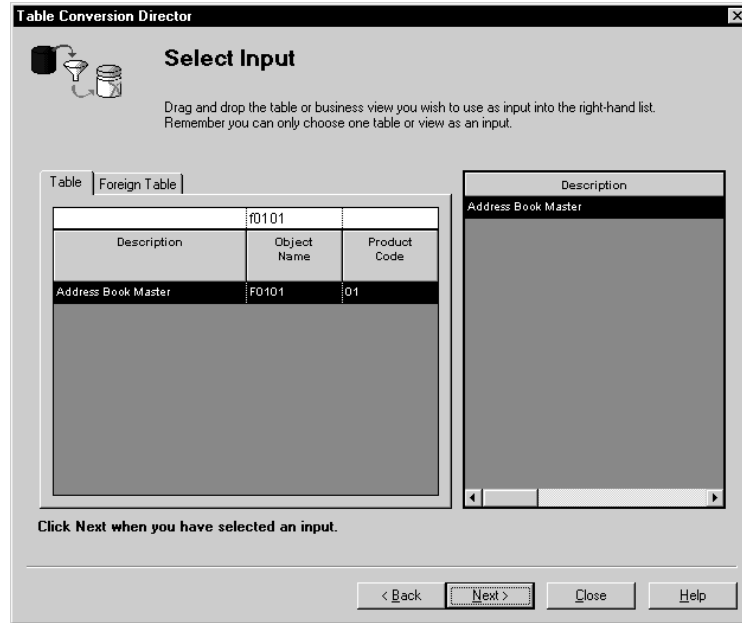 Table Conversion Director
Select Input
Drag and drop the table or business view you wish to use as input into the right-hand list.
Remember you can only choose one table or view as an input.
Table
Foreign Table
f0101
Description
Object
Name
Product
Code
Address Book Master
F0101
01
Description
Address Book Master
Click Next when you have selected an input.
< Back
Next >
Close
Help